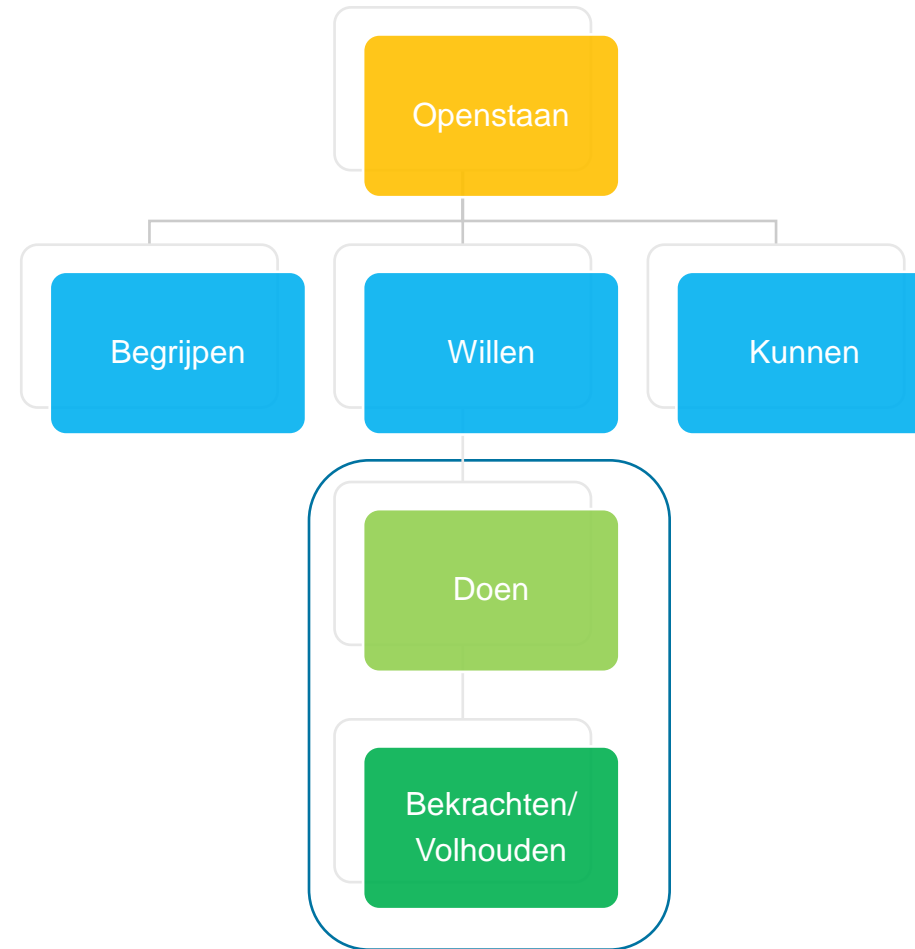 Openstaan
Begrijpen
Willen
Kunnen
Doen
Bekrachten/
Volhouden